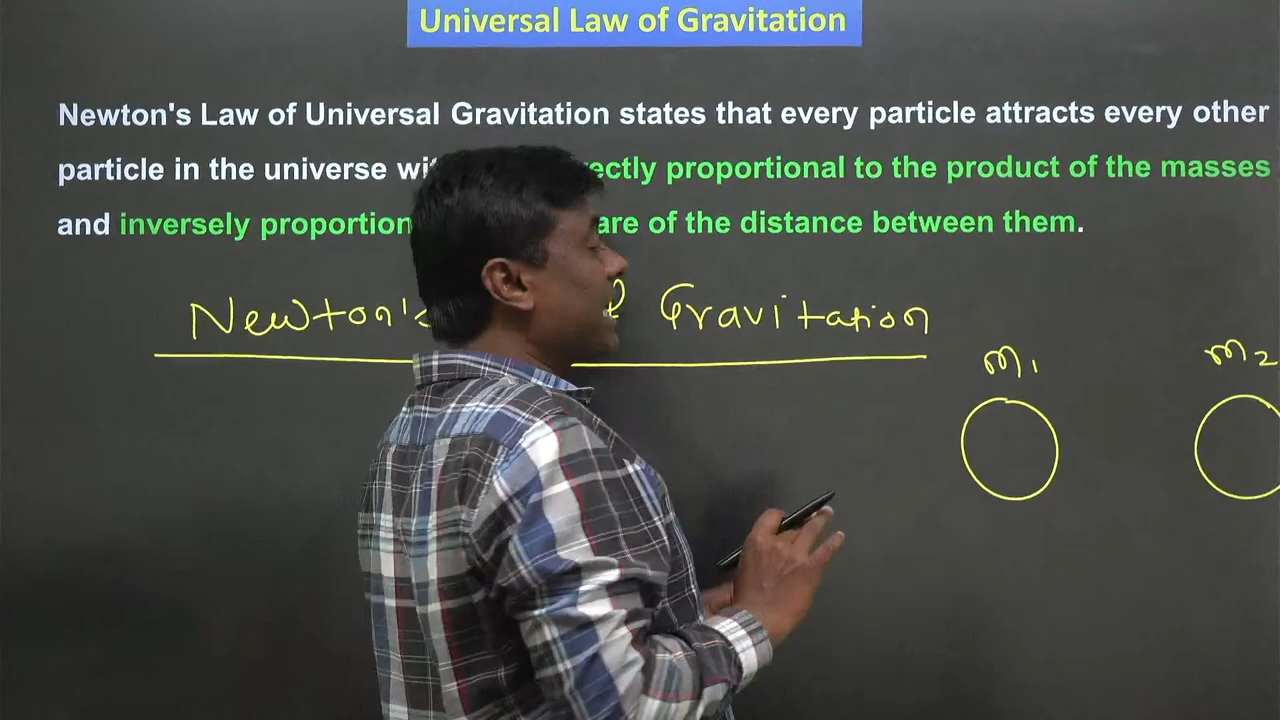 Universal Law of Gravitation
Newton's Law of Universal Gravitation states that every particle attracts every other
particle in the universe rectly proportional to the product of the masses
and inversely proportion are of the distance between them.
Newton's Gravitation
m1 m2